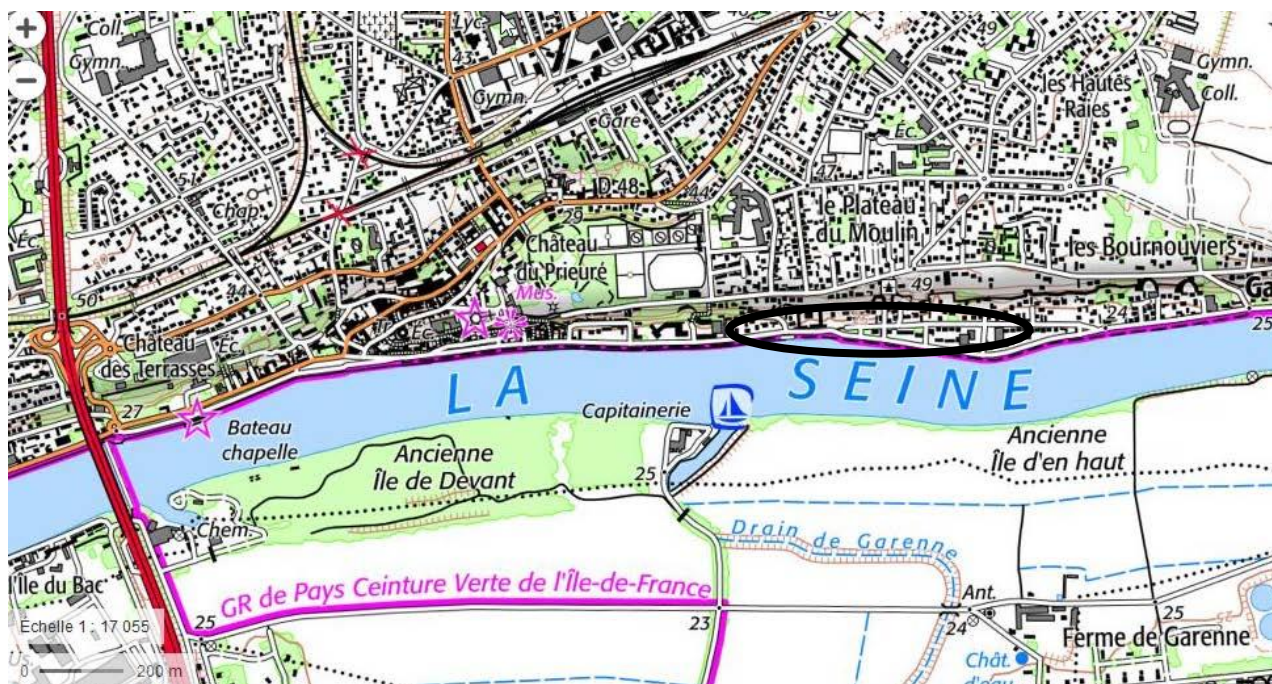 +
Coll.
Gymn.
Lyc.
43
Gymn.
Gare
49
les Hautes
Raies
Gymn.
Coll.
Éc.
51
Chap.
D 48
44
47
29
le Plateau
du Moulin
Château
du Prieuré
Mus.
les Bournouviers
Éc.
50
44
49
Ga
24
25
Éc.
Château
des Terrasses
Éc.
27
LA SEINE
Bateau
chapelle
Capitainerie
Ancienne
Île de Devant
25
Ancienne
Île d'en haut
Chem.
Drain de Garenne
l'Île du Bac
GR de Pays Ceinture Verte de l'Île-de-France
Ant.
25
25
Echelle 1 : 17 055
25
23
24
Ferme de Garenne
0 200 m
Chât.
d'eau